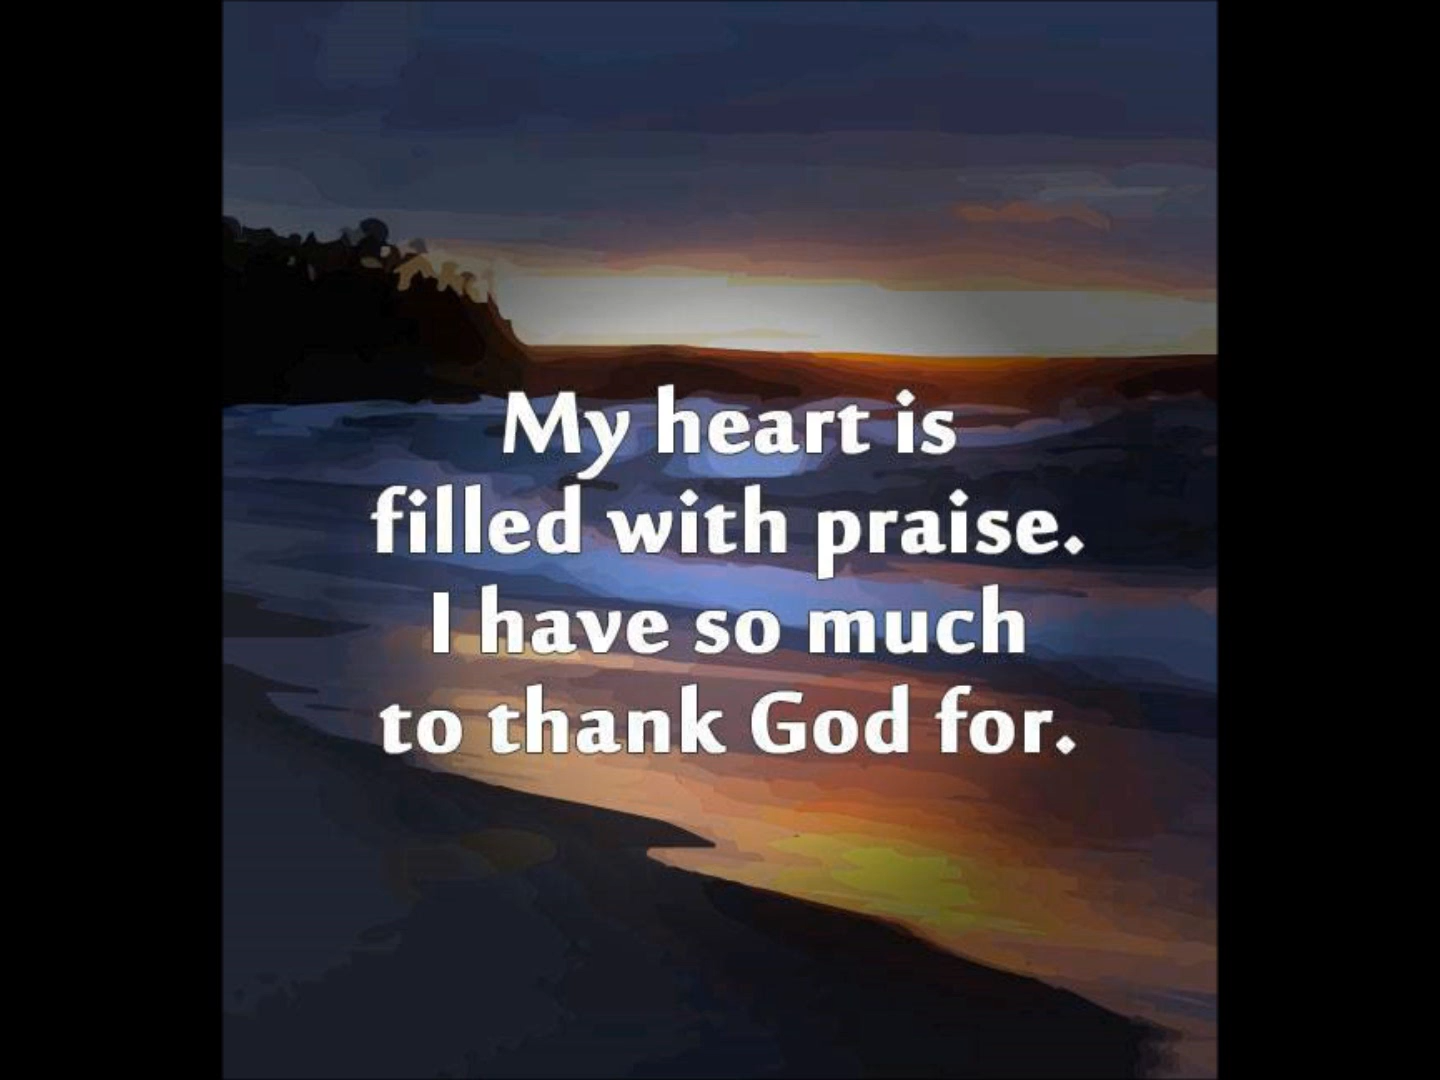 My heart is
filled with praise.
I have so much
to thank God for.